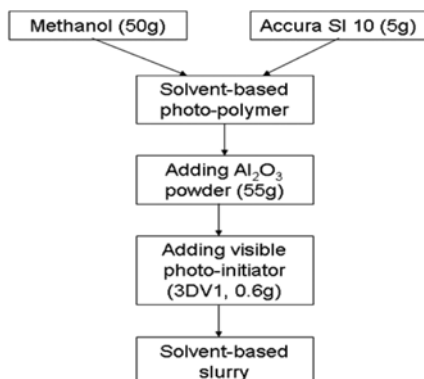 Methanol (50g)
Accura SI 10 (5g)
Solvent-based
photo-polymer
Adding Al₂O₃
powder (55g)
Adding visible
photo-initiator
(3DV1, 0.6g)
Solvent-based
slurry